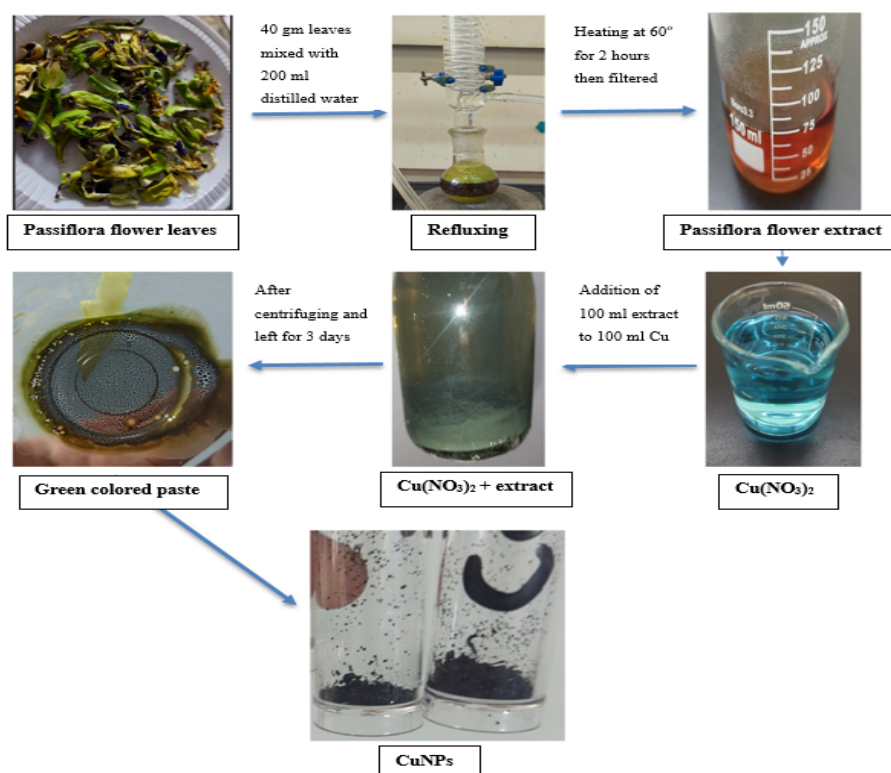 40 gm leaves
mixed with
200 ml
distilled water
Heating at 60°
for 2 hours
then filtered
150
APPROX
125
100
150 ml
75
50
25
Passiflora flower leaves
Refluxing
Passiflora flower extract
After
centrifuging and
left for 3 days
Addition of
100 ml extract
to 100 ml Cu
Green colored paste
Cu(NO₃)₂ + extract
Cu(NO₃)₂
CuNPs